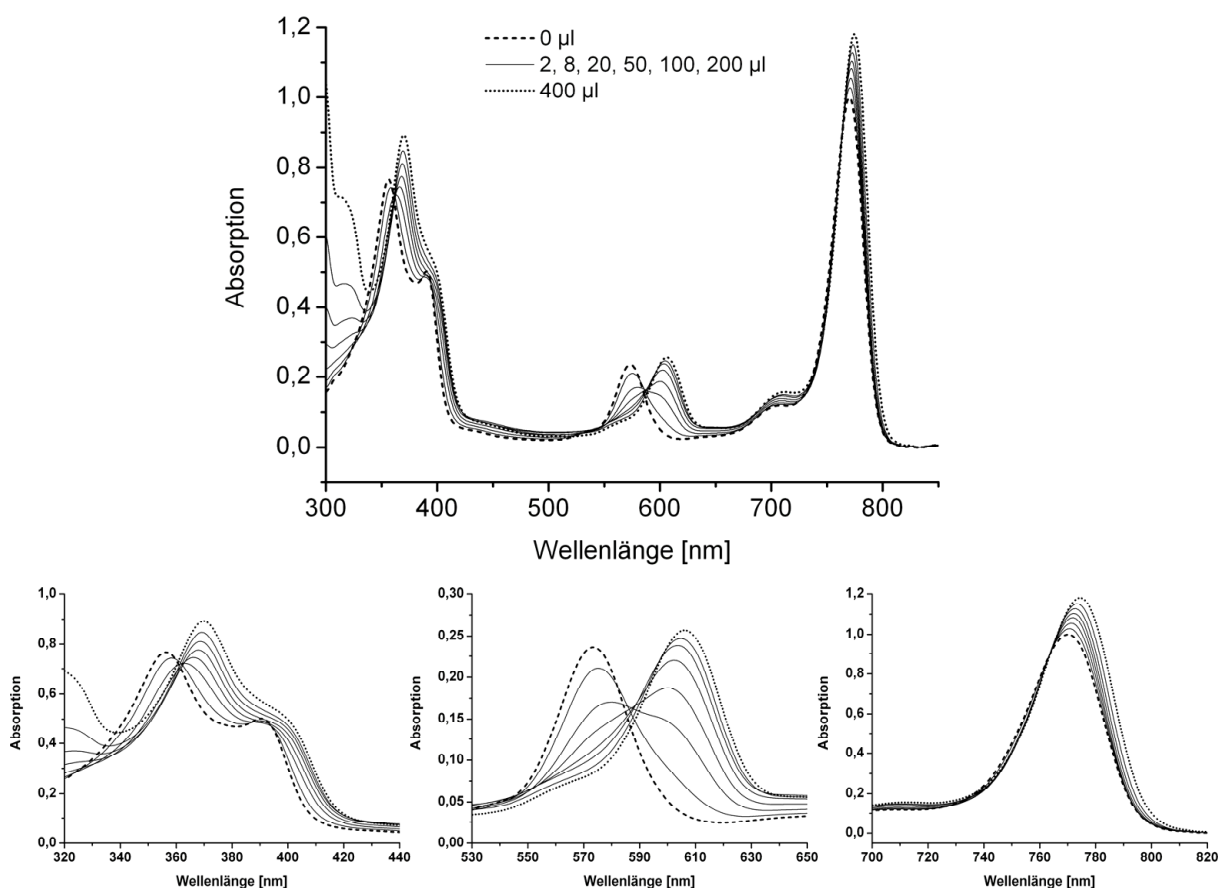 0 µl
2, 8, 20, 50, 100, 200 µl
400 µl
1,2
1,0
0,8
0,6
0,4
0,2
0,0
Absorption
300 400 500 600 700 800
Wellenlänge [nm]
1,0
0,8
0,6
0,4
0,2
0,0
Absorption
320 340 360 380 400 420 440
Wellenlänge [nm]
0,30
0,25
0,20
0,15
0,10
0,05
0,00
Absorption
530 550 570 590 610 630 650
Wellenlänge [nm]
1,2
1,0
0,8
0,6
0,4
0,2
0,0
Absorption
700 720 740 760 780 800 820
Wellenlänge [nm]